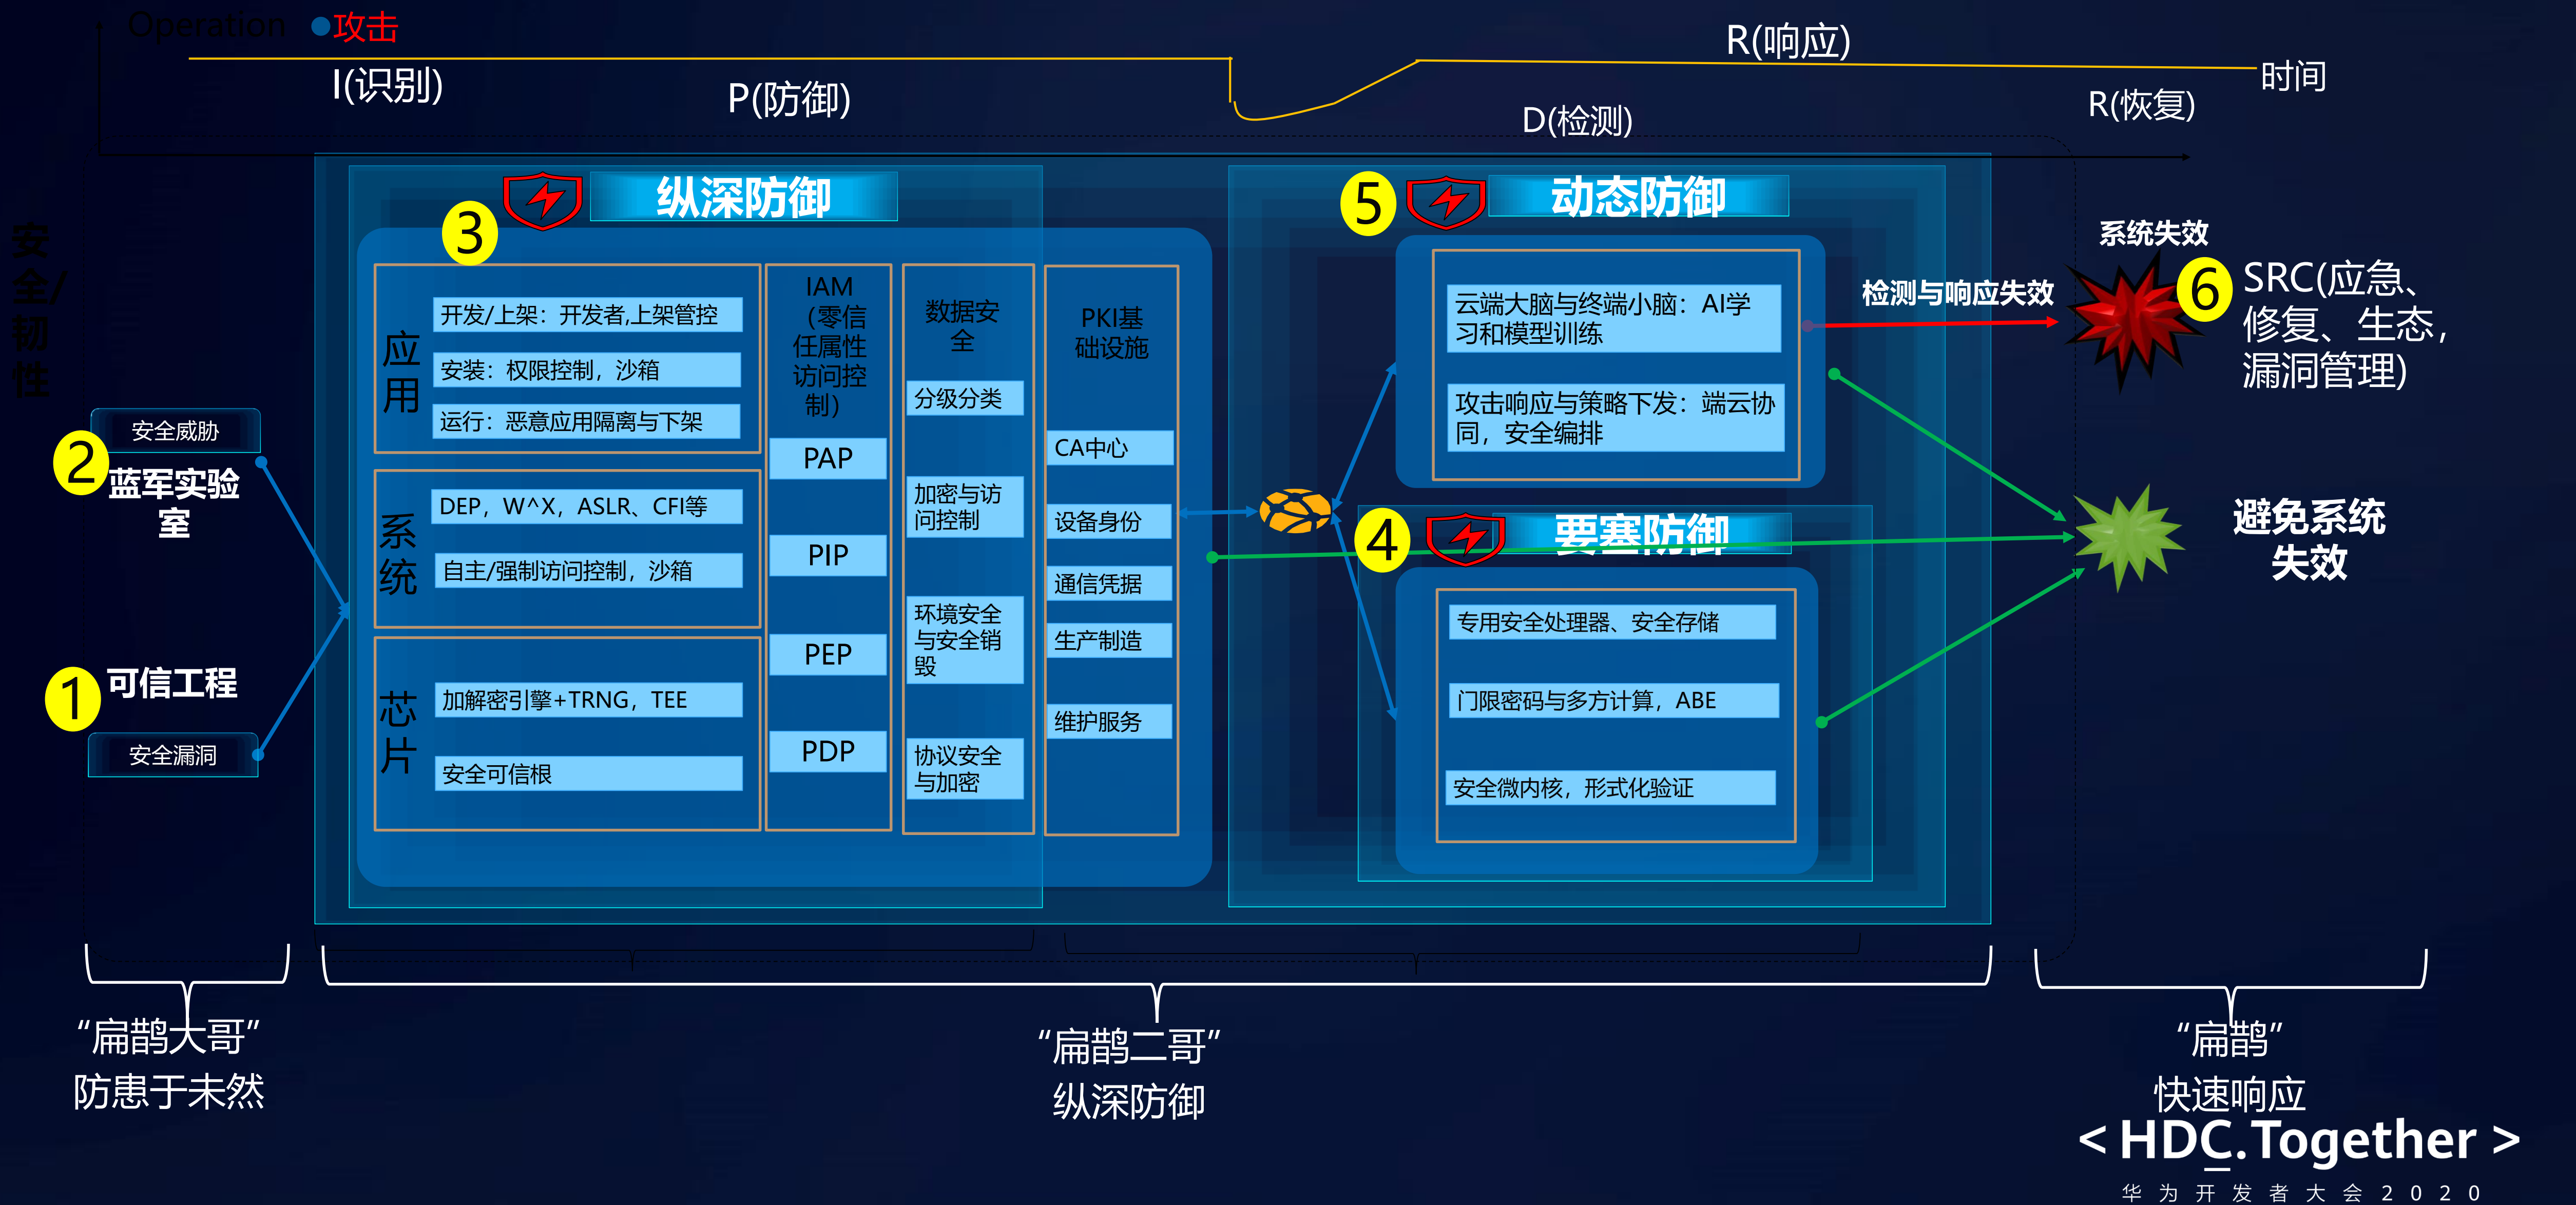 Operation
攻击
I(识别)
P(防御)
R(响应)
D(检测)
时间
R(恢复)
安
全/
韧
性
2
安全威胁
蓝军实验
室
1
可信工程
安全漏洞
3
纵深防御
应
用
开发/上架：开发者,上架管控
安装：权限控制，沙箱
运行：恶意应用隔离与下架
系
统
DEP，W^X，ASLR、CFI等
自主/强制访问控制，沙箱
芯
片
加解密引擎+TRNG，TEE
安全可信根
IAM
（零信
任属性
访问控
制）
PAP
PIP
PEP
PDP
数据安
全
分级分类
加密与访
问控制
环境安全
与安全销
毁
协议安全
与加密
PKI基
础设施
CA中心
设备身份
通信凭据
生产制造
维护服务
5
动态防御
云端大脑与终端小脑：AI学
习和模型训练
攻击响应与策略下发：端云协
同，安全编排
4
要塞防御
专用安全处理器、安全存储
门限密码与多方计算，ABE
安全微内核，形式化验证
检测与响应失效
系统失效
6
SRC(应急、
修复、生态，
漏洞管理)
避免系统
失效
“扁鹊大哥”
防患于未然
“扁鹊二哥”
纵深防御
“扁鹊”
快速响应
<HDC.Together>
华为开发者大会2020